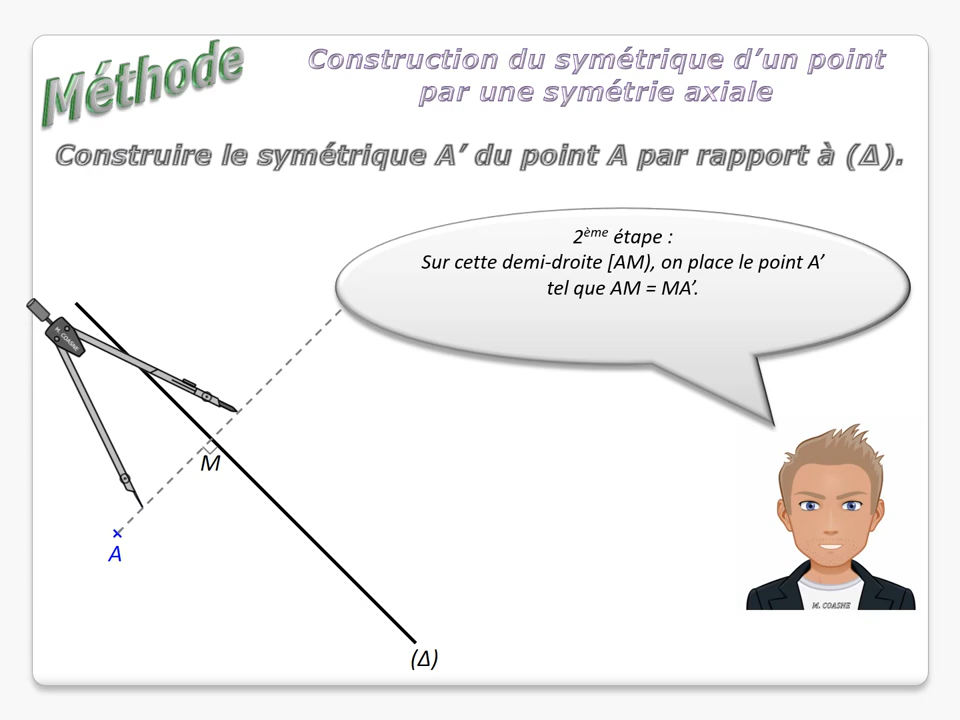 Méthode
Construction du symétrique d’un point
par une symétrie axiale
Construire le symétrique A’ du point A par rapport à (Δ).
2ème étape :
Sur cette demi-droite [AM), on place le point A’
tel que AM = MA’.
M. COASNE
M
A
M. COASNE
(Δ)